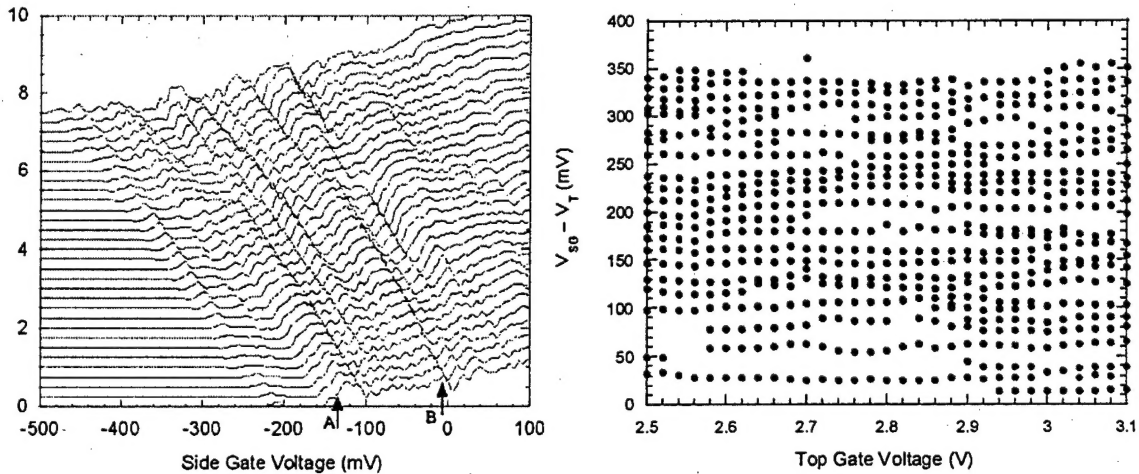 10
8
6
4
2
0
-500 -400 -300 -200 -100 0 100
A B
Side Gate Voltage (mV)
400
350
300
250
200
150
100
50
0
V_SG – V_T (mV)
2.5 2.6 2.7 2.8 2.9 3 3.1
Top Gate Voltage (V)